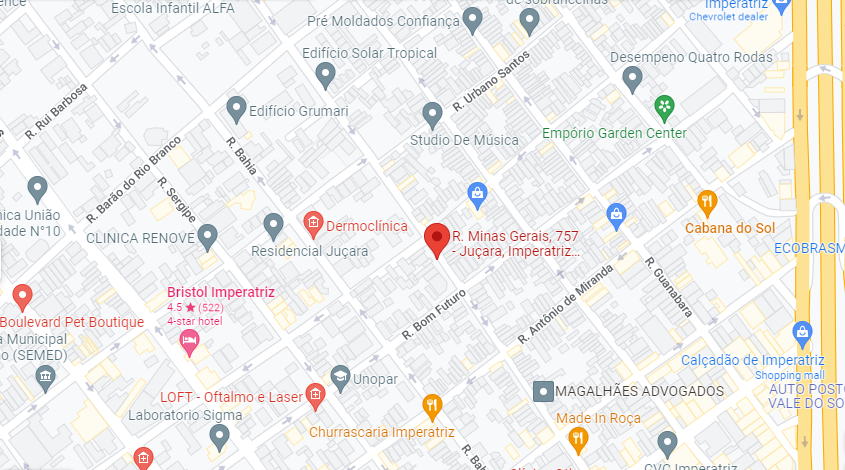 ence
Escola Infantil ALFA
Pré Moldados Confiança
de sobrancelhas
Imperatriz
Chevrolet dealer
Edifício Solar Tropical
Desempeno Quatro Rodas
R. Urbano Santos
R. Rui Barbosa
Edifício Grumari
Studio De Música
Empório Garden Center
R. Bahia
R. Barão do Rio Branco
R. Sergipe
nica União
dade N°10
CLINICA RENOVE
Dermoclínica
Residencial Juçara
R. Minas Gerais, 757
- Juçara, Imperatriz...
Cabana do Sol
ECOBRASM
R. Guanabara
R. Antônio de Miranda
R. Bom Futuro
Bristol Imperatriz
4.5 ★ (522)
4-star hotel
Boulevard Pet Boutique
a Municipal
o (SEMED)
Calçadão de Imperatriz
Shopping mall
Unopar
LOFT - Oftalmo e Laser
MAGALHÃES ADVOGADOS
AUTO POSTO
VALE DO SO
Laboratorio Sigma
Churrascaria Imperatriz
Made In Roça
R. Bah
CVC Imperatriz